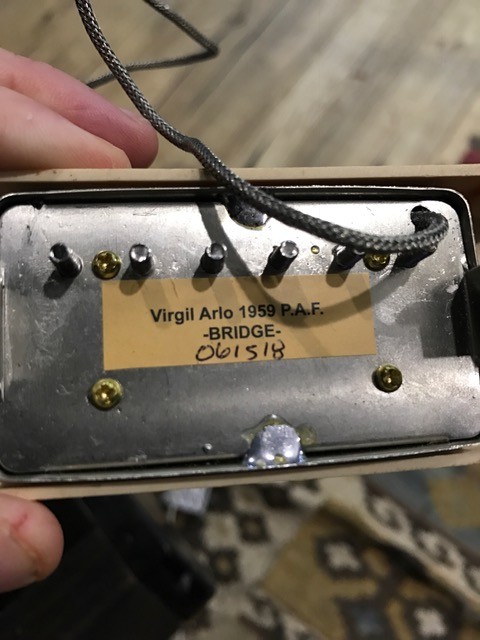 Virgil Arlo 1959 P.A.F.
-BRIDGE-
061518